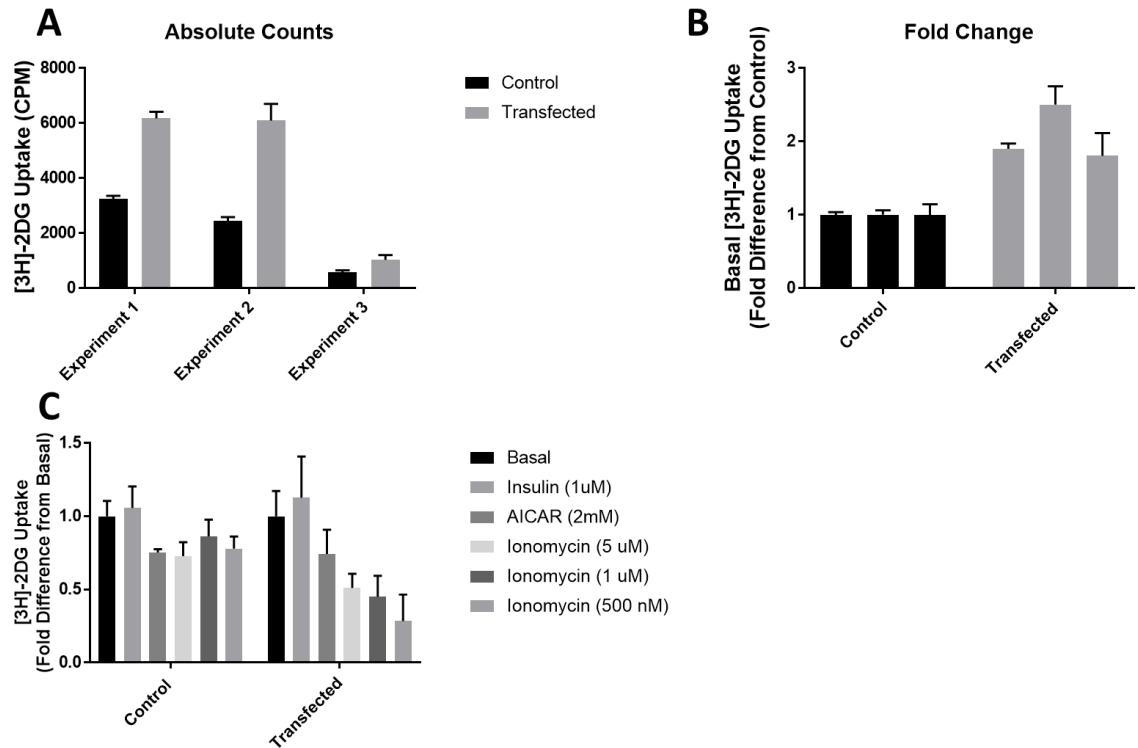 A
Absolute Counts
[3H]-2DG Uptake (CPM)
8000
6000
4000
2000
0
Experiment 1
Experiment 2
Experiment 3
Control
Transfected
B
Fold Change
Basal [3H]-2DG Uptake
(Fold Difference from Control)
3
2
1
0
Control
Transfected
C
[3H]-2DG Uptake
(Fold Difference from Basal)
1.5
1.0
0.5
0.0
Control
Transfected
Basal
Insulin (1uM)
AICAR (2mM)
Ionomycin (5 uM)
Ionomycin (1 uM)
Ionomycin (500 nM)